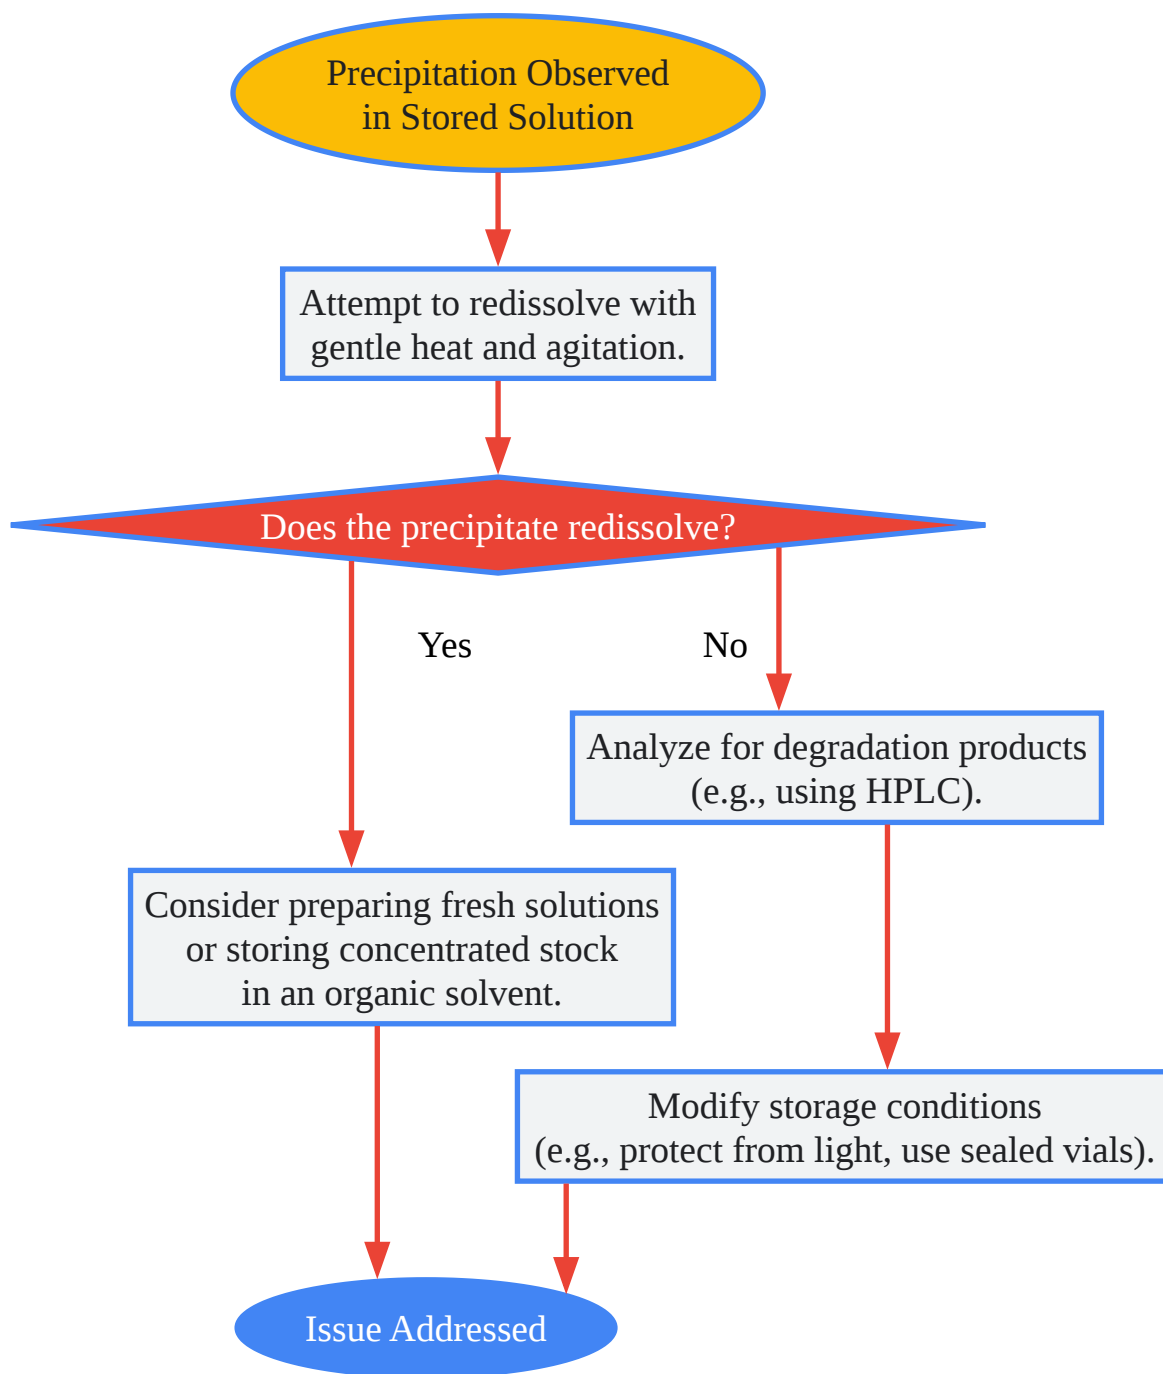 Precipitation Observed
in Stored Solution
Attempt to redissolve with
gentle heat and agitation.
Does the precipitate redissolve?
Yes
No
Analyze for degradation products
(e.g., using HPLC).
Consider preparing fresh solutions
or storing concentrated stock
in an organic solvent.
Modify storage conditions
(e.g., protect from light, use sealed vials).
Issue Addressed